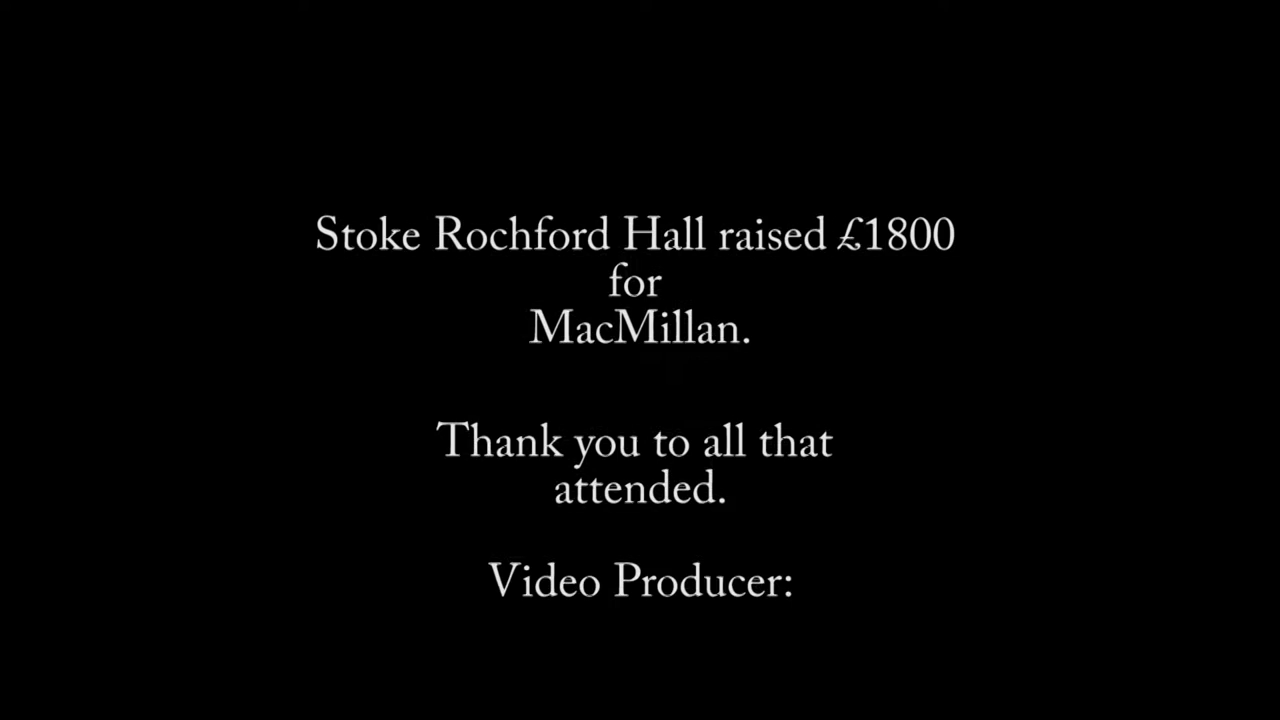 Stoke Rochford Hall raised £1800
for
MacMillan.
Thank you to all that
attended.
Video Producer: